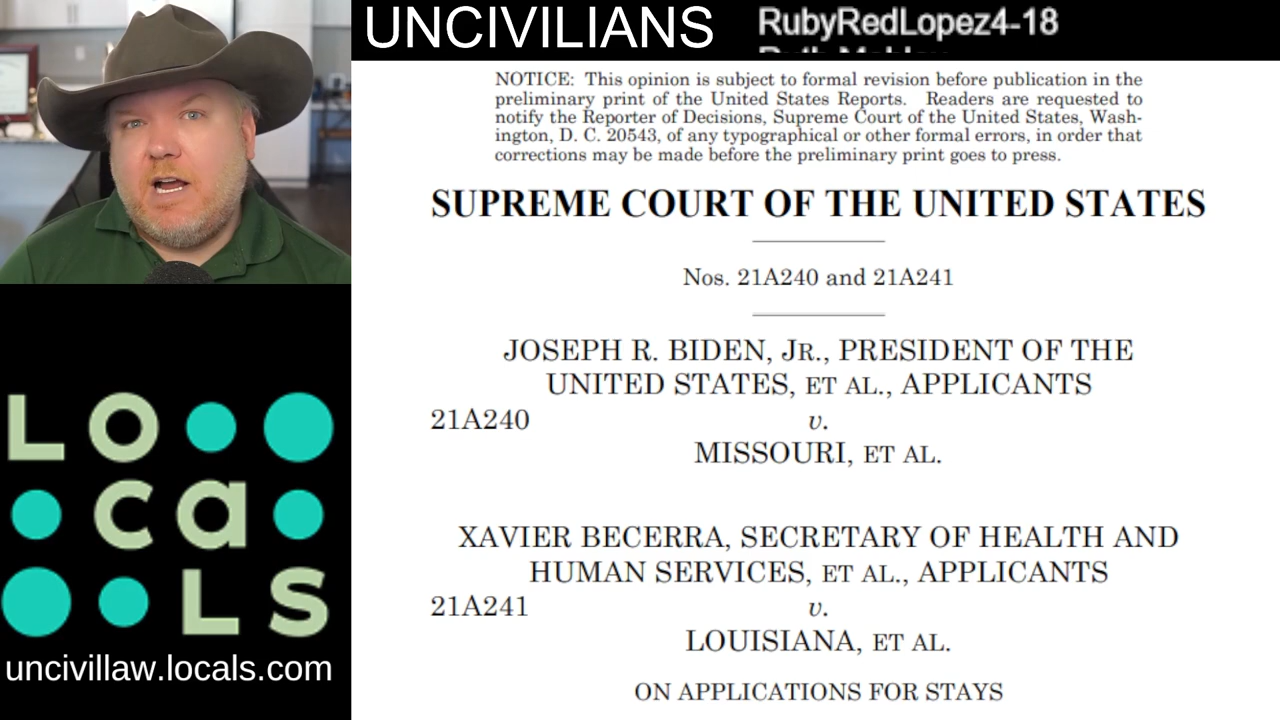 UNCIVILIANS
RubyRedLopez4-18
NOTICE: This opinion is subject to formal revision before publication in the
preliminary print of the United States Reports. Readers are requested to
notify the Reporter of Decisions, Supreme Court of the United States, Wash-
ington, D. C. 20543, of any typographical or other formal errors, in order that
corrections may be made before the preliminary print goes to press.
SUPREME COURT OF THE UNITED STATES
Nos. 21A240 and 21A241
JOSEPH R. BIDEN, JR., PRESIDENT OF THE
UNITED STATES, ET AL., APPLICANTS
21A240 v.
MISSOURI, ET AL.
XAVIER BECERRA, SECRETARY OF HEALTH AND
HUMAN SERVICES, ET AL., APPLICANTS
21A241 v.
LOUISIANA, ET AL.
ON APPLICATIONS FOR STAYS
LO
ca
LS
uncivillaw.locals.com